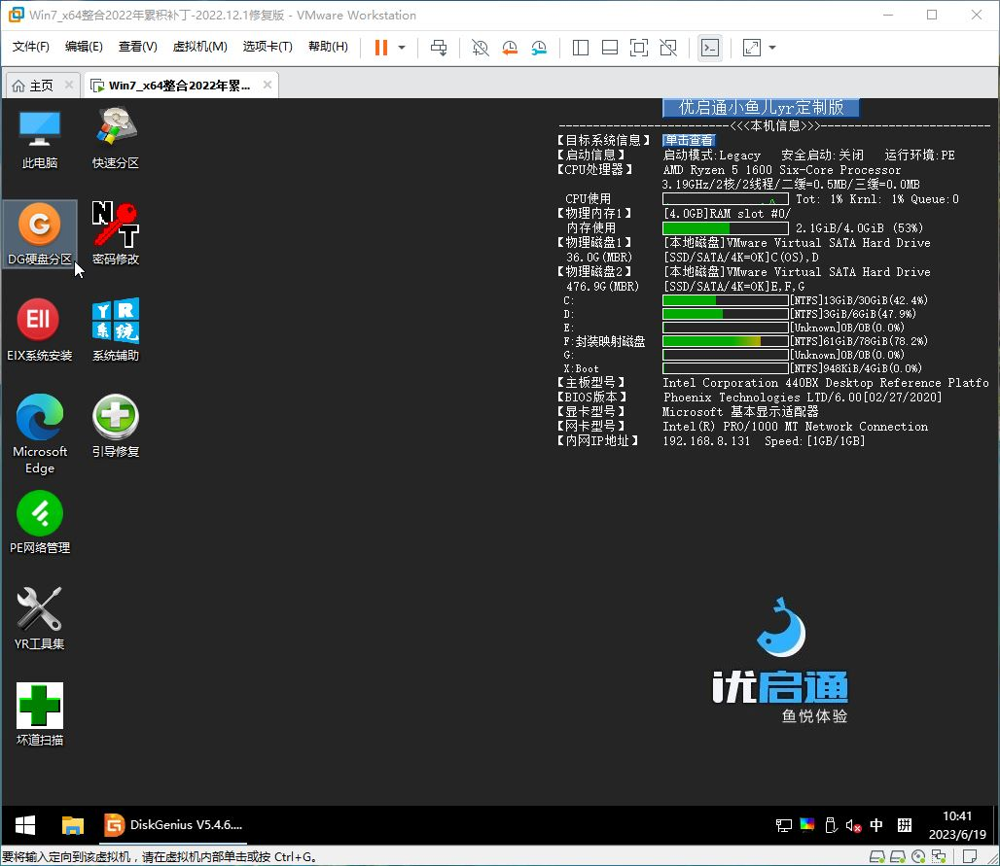 Win7_x64整合2022年累积补丁-2022.12.1修复版 - VMware Workstation
文件(F) 编辑(E) 查看(V) 虚拟机(M) 选项卡(T) 帮助(H)
主页 Win7_x64整合2022年累...
此电脑
快速分区
DG硬盘分区
密码修改
EII
EIX系统安装
YR系统
系统辅助
Microsoft Edge
引导修复
PE网络管理
YR工具集
坏道扫描
优启通小鱼儿yr定制版
------------------------<<<本机信息>>>------------------------
【目标系统信息】 单击查看
【启动信息】 启动模式:Legacy 安全启动:关闭 运行环境:PE
【CPU处理器】 AMD Ryzen 5 1600 Six-Core Processor
3.19GHz/2核/2线程/二缓=0.5MB/三缓=0.0MB
CPU使用 Tot: 1% Krnl: 1% Queue:0
【物理内存1】 [4.0GB]RAM slot #0/
内存使用 2.1GiB/4.0GiB (53%)
【物理磁盘1】 [本地磁盘]VMware Virtual SATA Hard Drive
36.0G(MBR) [SSD/SATA/4K=OK]C(OS),D
【物理磁盘2】 [本地磁盘]VMware Virtual SATA Hard Drive
476.9G(MBR) [SSD/SATA/4K=OK]E,F,G
C: [NTFS]13GiB/30GiB(42.4%)
D: [NTFS]3GiB/6GiB(47.9%)
E: [Unknown]0B/0B(0.0%)
F:封装映射磁盘 [NTFS]61GiB/78GiB(78.2%)
G: [Unknown]0B/0B(0.0%)
X:Boot [NTFS]948KiB/4GiB(0.0%)
【主板型号】 Intel Corporation 440BX Desktop Reference Platfo
【BIOS版本】 Phoenix Technologies LTD/6.00[02/27/2020]
【显卡型号】 Microsoft 基本显示适配器
【网卡型号】 Intel(R) PRO/1000 MT Network Connection
【内网IP地址】 192.168.8.131 Speed:[1GB/1GB]
优启通
鱼悦体验
DiskGenius V5.4.6....
中 拼
10:41
2023/6/19
要将输入定向到该虚拟机，请在虚拟机内部单击或按 Ctrl+G。